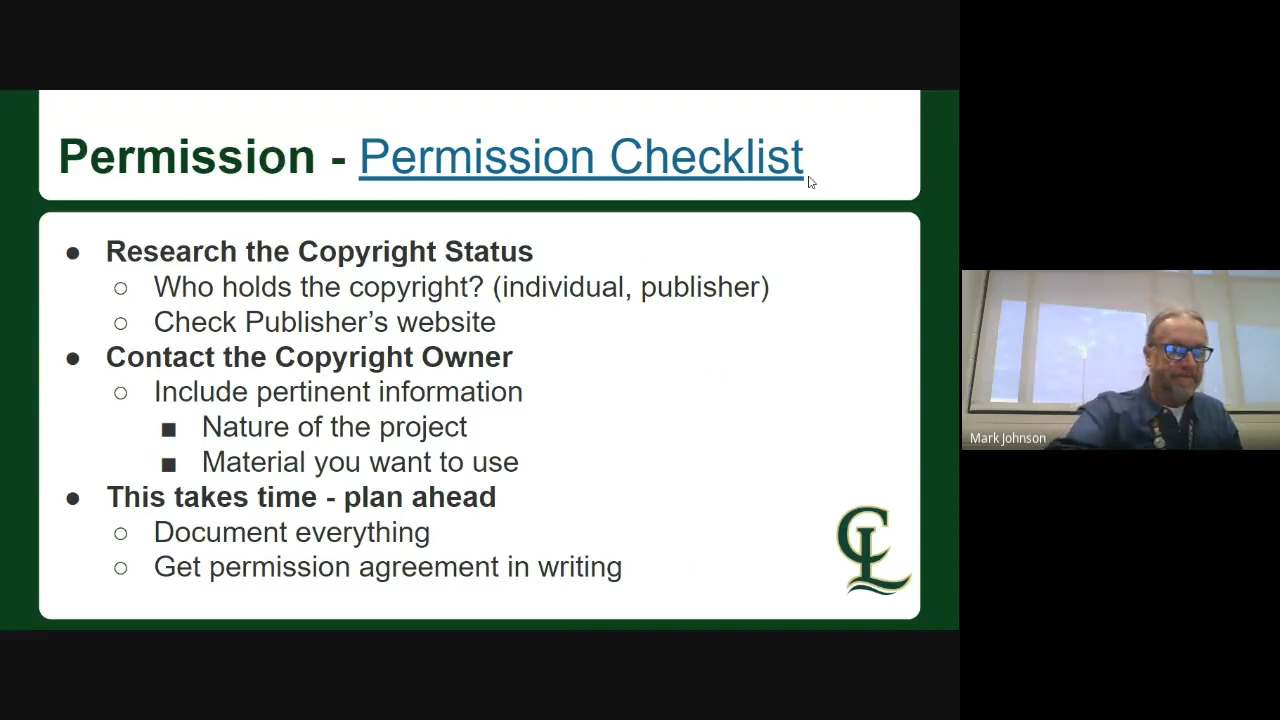 Permission - Permission Checklist
● Research the Copyright Status
○ Who holds the copyright? (individual, publisher)
○ Check Publisher's website
● Contact the Copyright Owner
○ Include pertinent information
■ Nature of the project
■ Material you want to use
● This takes time - plan ahead
○ Document everything
○ Get permission agreement in writing
CL
Mark Johnson